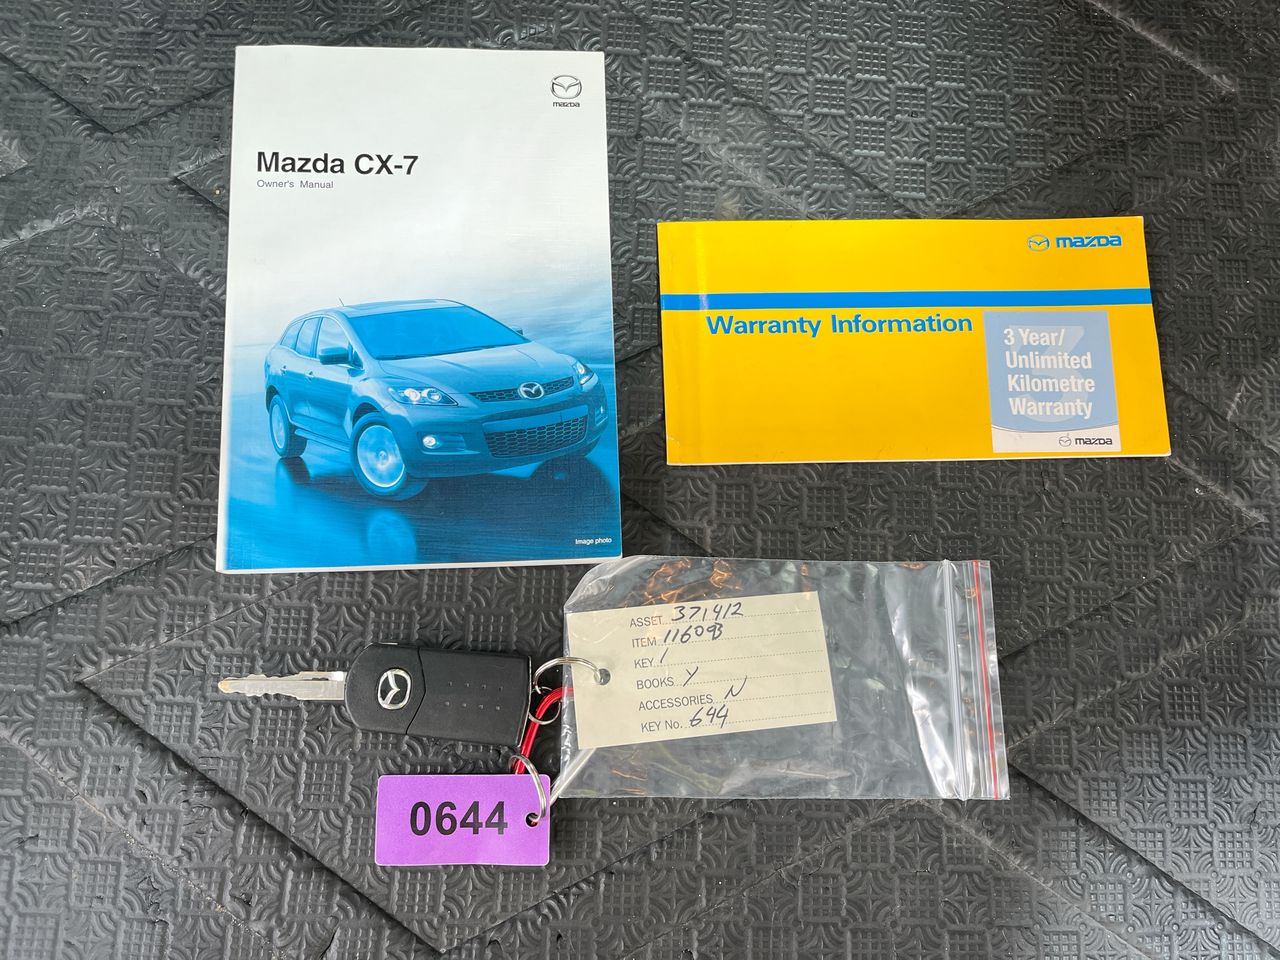 mazda
Mazda CX-7
Owner's Manual
Image photo
mazda
Warranty Information
3 Year/
Unlimited
Kilometre
Warranty
mazda
ASSET 371412
ITEM 11608
KEY 1
BOOKS Y
ACCESSORIES N
KEY No. 644
0644